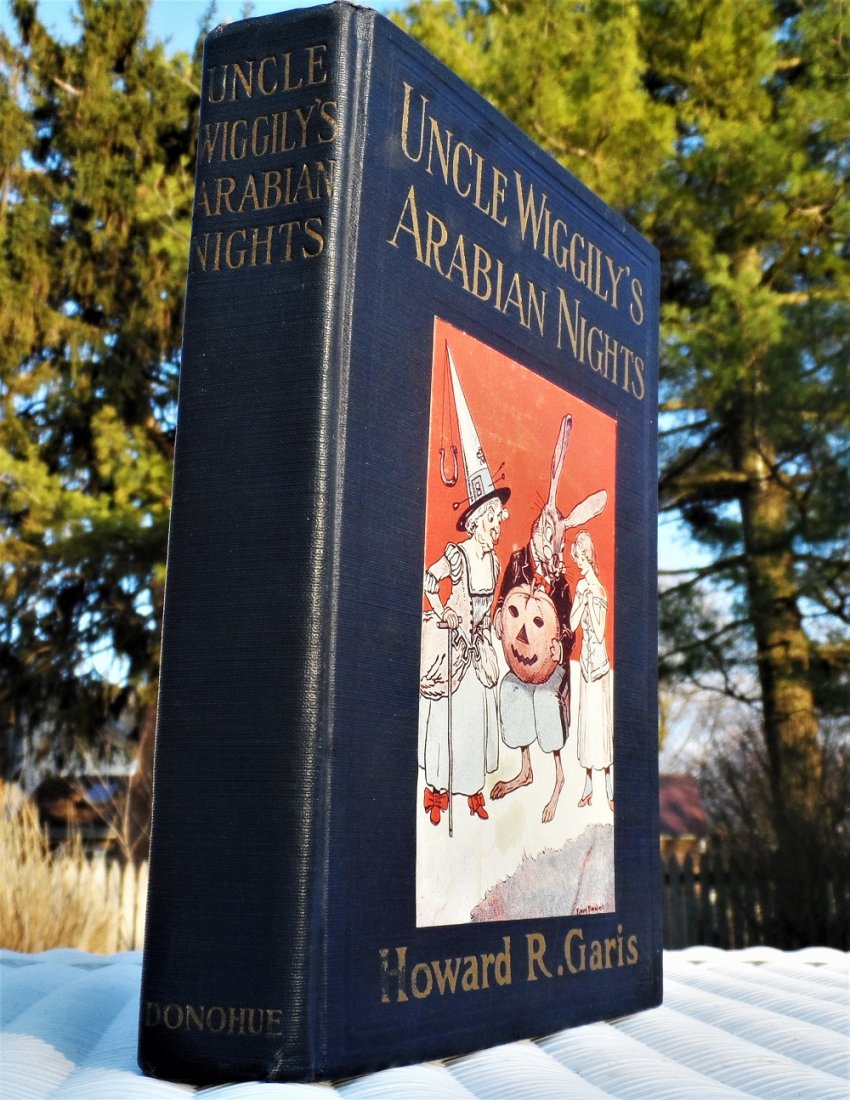 UNCLE
WIGGILY'S
ARABIAN
NIGHTS
DONOHUE
UNCLE WIGGILY'S
ARABIAN NIGHTS
Howard R. Garis